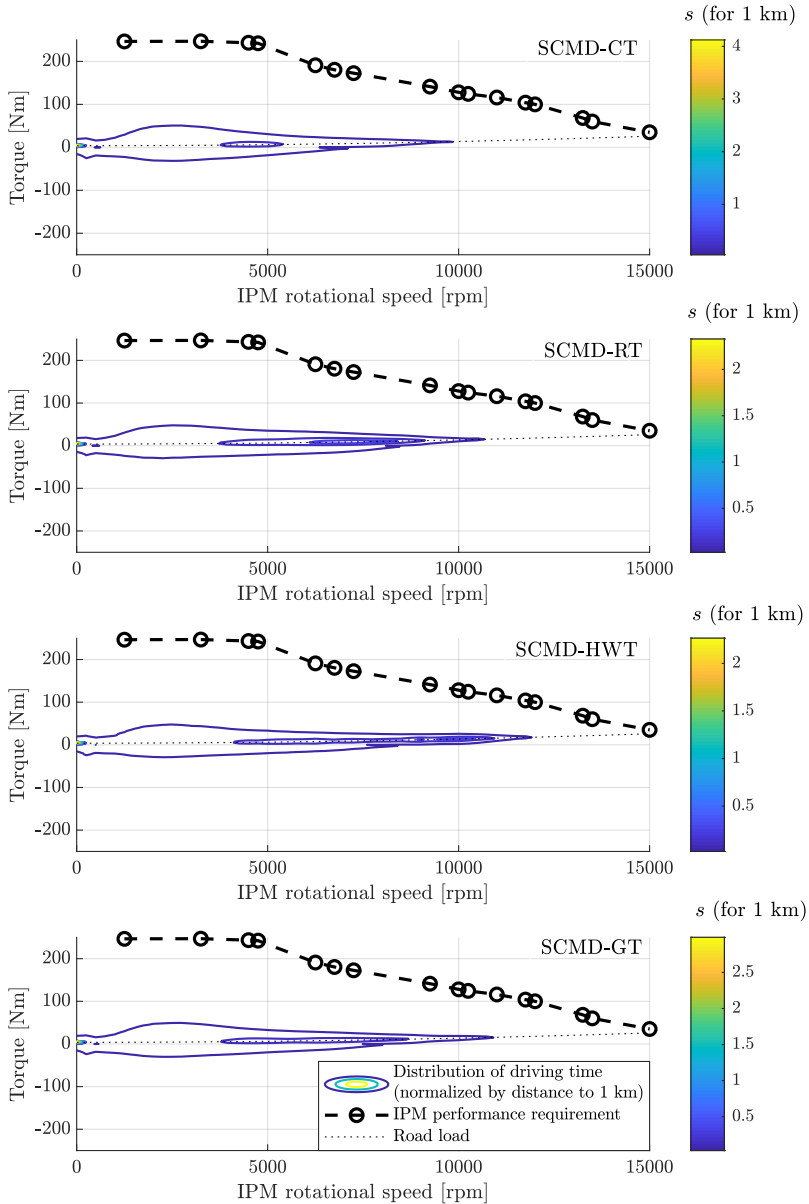 s (for 1 km)
SCMD-CT
Torque [Nm]
200
100
0
-100
-200
0
5000
10000
15000
IPM rotational speed [rpm]
4
3
2
1
s (for 1 km)
SCMD-RT
Torque [Nm]
200
100
0
-100
-200
0
5000
10000
15000
IPM rotational speed [rpm]
2
1.5
1
0.5
s (for 1 km)
SCMD-HWT
Torque [Nm]
200
100
0
-100
-200
0
5000
10000
15000
IPM rotational speed [rpm]
2
1.5
1
0.5
s (for 1 km)
SCMD-GT
Torque [Nm]
200
100
0
-100
-200
0
5000
10000
15000
IPM rotational speed [rpm]
2.5
2
1.5
1
0.5
Distribution of driving time
(normalized by distance to 1 km)
IPM performance requirement
Road load